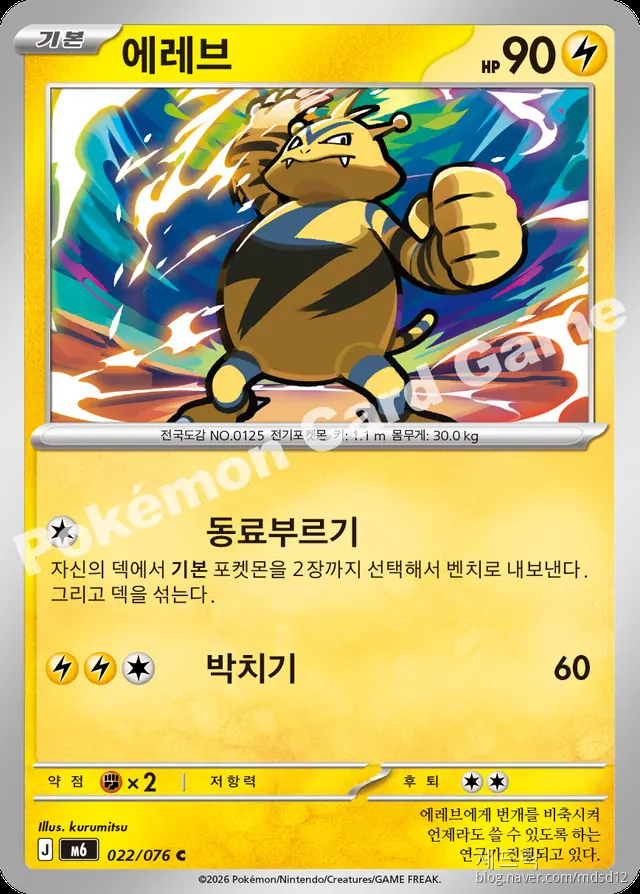 기본 에레브 HP 90
전국도감 NO.0125 전기포켓몬 키: 1.1 m 몸무게: 30.0 kg
Pokémon Card Game
동료부르기
자신의 덱에서 기본 포켓몬을 2장까지 선택해서 벤치로 내보낸다.
그리고 덱을 섞는다.
박치기 60
약점 ×2 저항력 후퇴
Illus. kurumitsu
J m6 022/076 C
에레브에게 번개를 비축시켜
언제라도 쓸 수 있도록 하는
연구가 진행되고 있다.
©2026 Pokémon/Nintendo/Creatures/GAME FREAK.
blog.naver.com/mdsd12